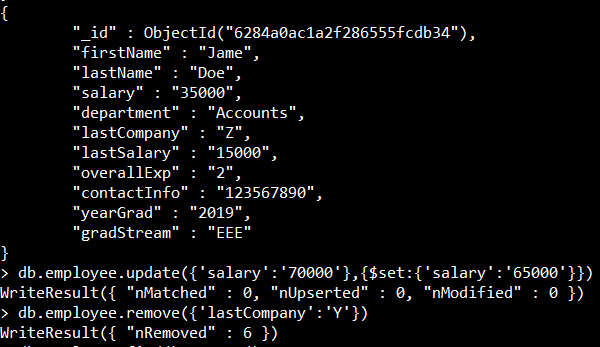 {
"_id" : ObjectId("6284a0ac1a2f286555fcdb34"),
"firstName" : "Jame",
"lastName" : "Doe",
"salary" : "35000",
"department" : "Accounts",
"lastCompany" : "Z",
"lastSalary" : "15000",
"overallExp" : "2",
"contactInfo" : "123567890",
"yearGrad" : "2019",
"gradStream" : "EEE"
}
> db.employee.update({'salary':'70000'},{$set:{'salary':'65000'}})
WriteResult({ "nMatched" : 0, "nUpserted" : 0, "nModified" : 0 })
> db.employee.remove({'lastCompany':'Y'})
WriteResult({ "nRemoved" : 6 })